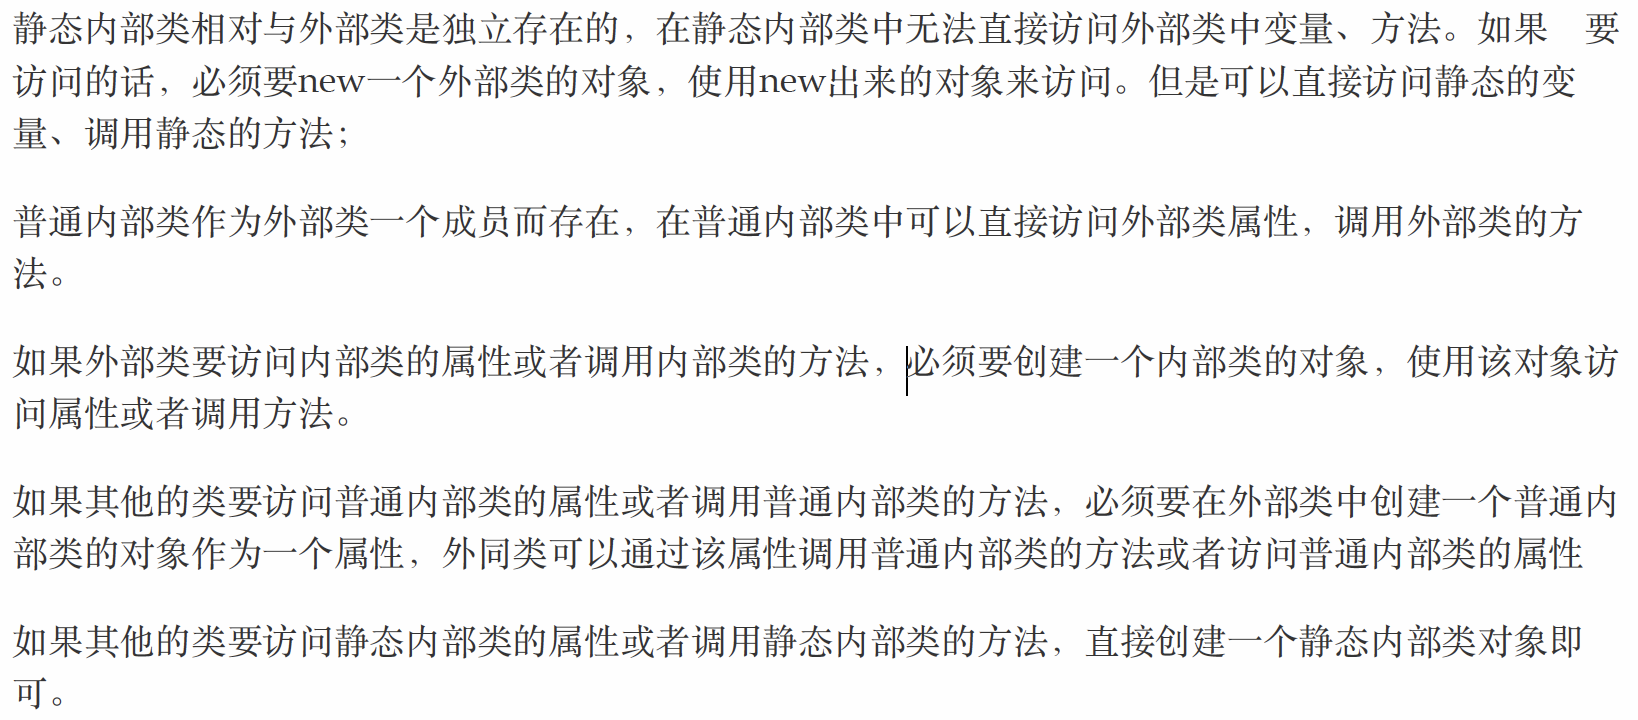 静态内部类相对与外部类是独立存在的，在静态内部类中无法直接访问外部类中变量、方法。如果　要
访问的话，必须要new一个外部类的对象，使用new出来的对象来访问。但是可以直接访问静态的变
量、调用静态的方法；
普通内部类作为外部类一个成员而存在，在普通内部类中可以直接访问外部类属性，调用外部类的方
法。
如果外部类要访问内部类的属性或者调用内部类的方法，必须要创建一个内部类的对象，使用该对象访
问属性或者调用方法。
如果其他的类要访问普通内部类的属性或者调用普通内部类的方法，必须要在外部类中创建一个普通内
部类的对象作为一个属性，外同类可以通过该属性调用普通内部类的方法或者访问普通内部类的属性
如果其他的类要访问静态内部类的属性或者调用静态内部类的方法，直接创建一个静态内部类对象即
可。